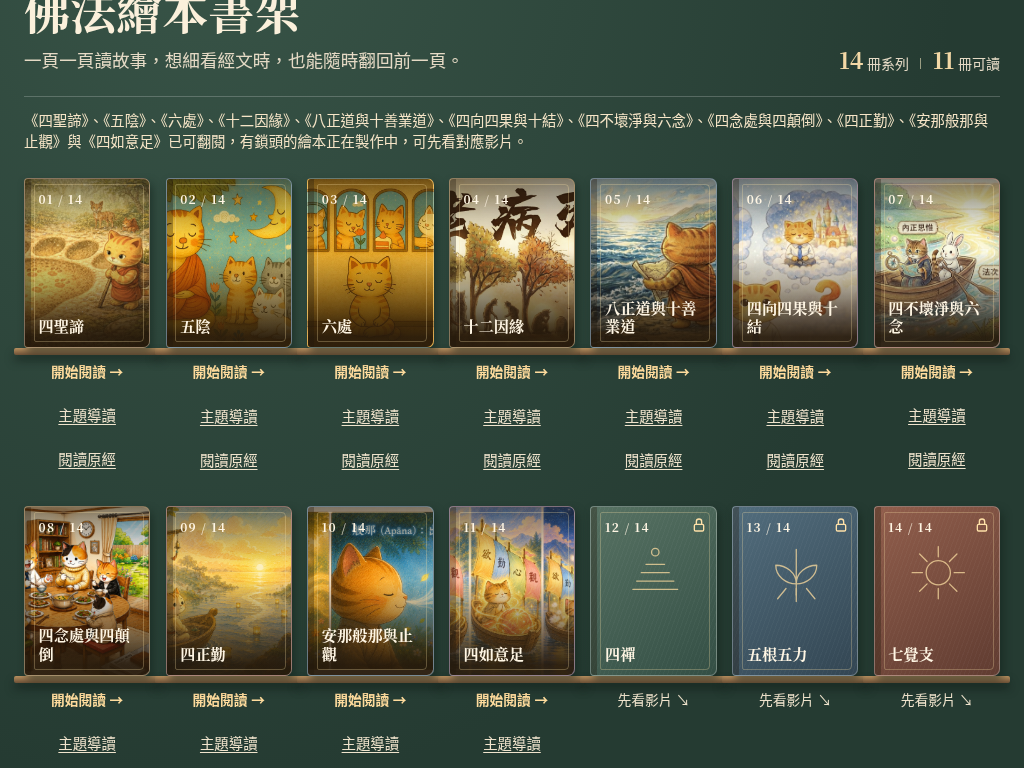 佛法繪本書架
一頁一頁讀故事，想細看經文時，也能隨時翻回前一頁。
14 冊系列 | 11 冊可讀
《四聖諦》、《五陰》、《六處》、《十二因緣》、《八正道與十善業道》、《四向四果與十結》、《四不壞淨與六念》、《四念處與四顛倒》、《四正勤》、《安那般那與
止觀》與《四如意足》已可翻閱，有鎖頭的繪本正在製作中，可先看對應影片。
01 / 14
四聖諦
02 / 14
五陰
03 / 14
六處
04 / 14
病
十二因緣
05 / 14
八正道與十善
業道
06 / 14
四向四果與十
結
07 / 14
內正思惟
法次
四不壞淨與六
念
開始閱讀 →
開始閱讀 →
開始閱讀 →
開始閱讀 →
開始閱讀 →
開始閱讀 →
開始閱讀 →
主題導讀
主題導讀
主題導讀
主題導讀
主題導讀
主題導讀
主題導讀
閱讀原經
閱讀原經
閱讀原經
閱讀原經
閱讀原經
閱讀原經
閱讀原經
08 / 14
四念處與四顛
倒
09 / 14
四正勤
10 / 14
般那 (Apāna)：
安那般那與止
觀
11 / 14
欲
勤
心
觀
四如意足
12 / 14
四禪
13 / 14
五根五力
14 / 14
七覺支
開始閱讀 →
開始閱讀 →
開始閱讀 →
開始閱讀 →
先看影片 ↘
先看影片 ↘
先看影片 ↘
主題導讀
主題導讀
主題導讀
主題導讀